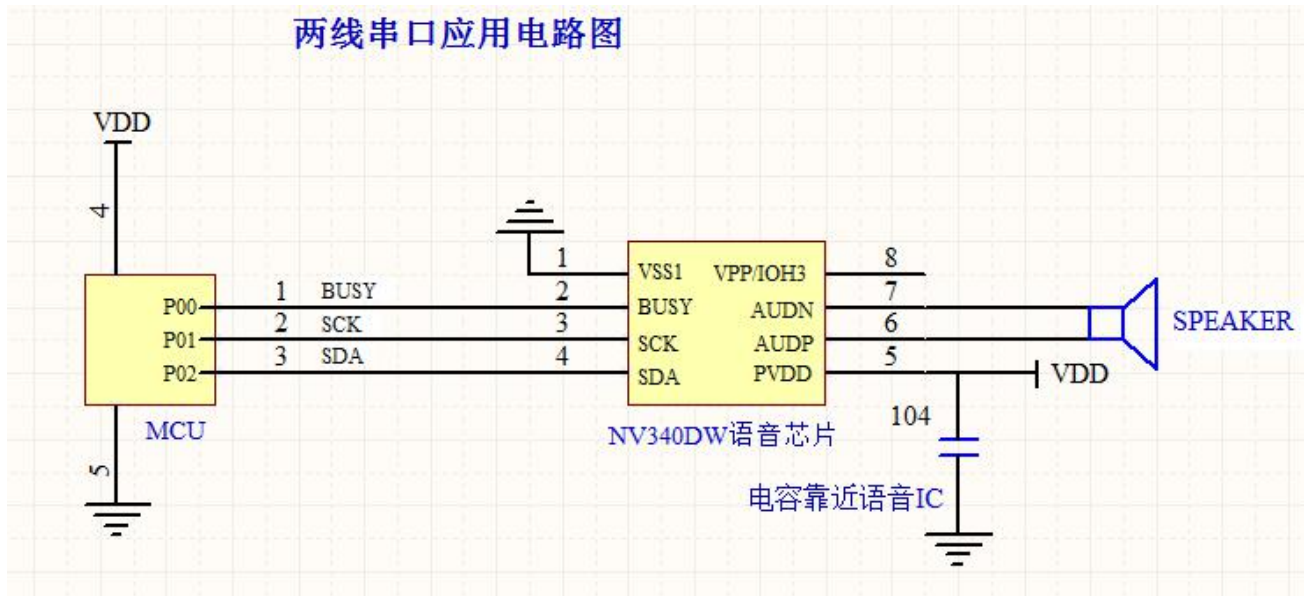 两线串口应用电路图
VDD
4
P00
P01
P02
MCU
5
1 BUSY
2 SCK
3 SDA
1
2
3
4
VSS1 VPP/IOH3
BUSY AUDN
SCK AUDP
SDA PVDD
NV340DW语音芯片
8
7
6
5
SPEAKER
VDD
104
电容靠近语音IC